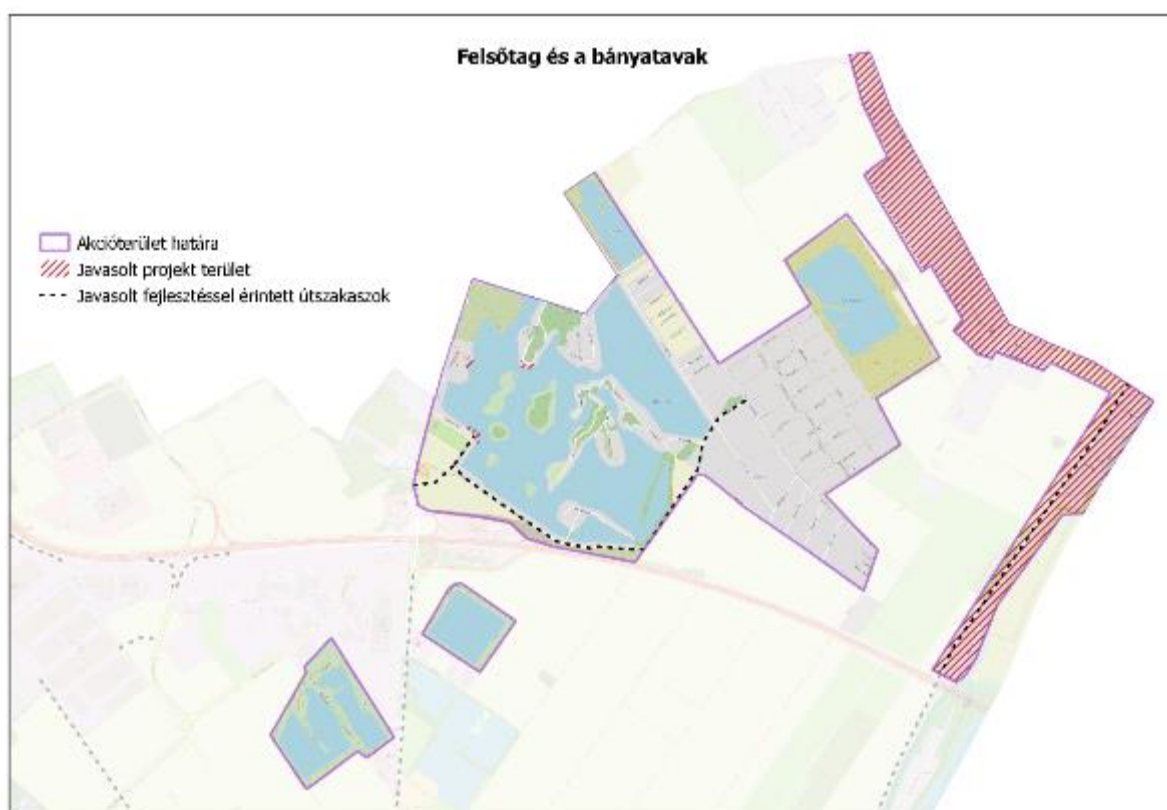 Felsőtag és a bányatavak
Akcióterület határa
Javasolt projekt terület
Javasolt fejlesztéssel érintett útszakaszok